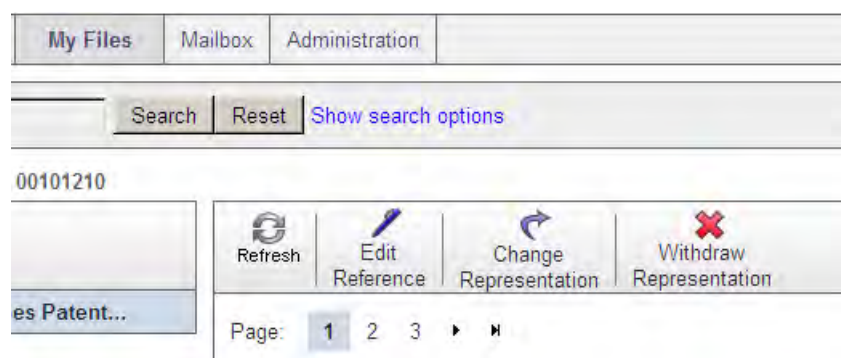 My Files Mailbox Administration
Search Reset Show search options
00101210
Refresh Edit Reference Change Representation Withdraw Representation
es Patent...
Page: 1 2 3